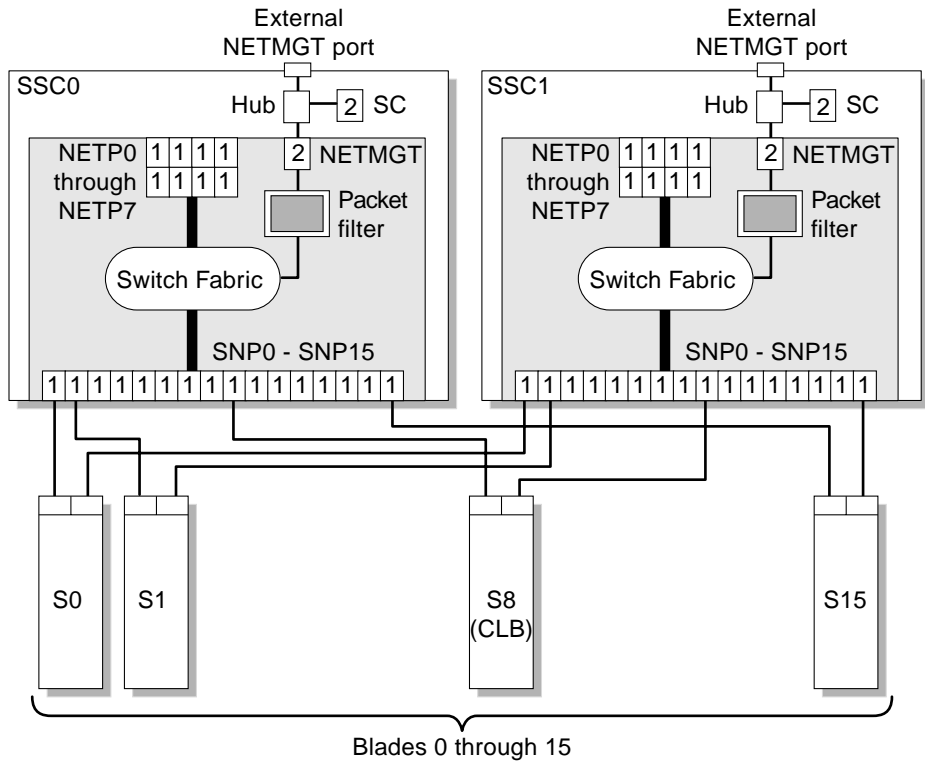 External
NETMGT port
SSC0
Hub
2
SC
NETP0
through
NETP7
1 1 1 1
1 1 1 1
2
NETMGT
Packet
filter
Switch Fabric
SNP0 - SNP15
1 1 1 1 1 1 1 1 1 1 1 1 1 1 1 1
External
NETMGT port
SSC1
Hub
2
SC
NETP0
through
NETP7
1 1 1 1
1 1 1 1
2
NETMGT
Packet
filter
Switch Fabric
SNP0 - SNP15
1 1 1 1 1 1 1 1 1 1 1 1 1 1 1 1
S0
S1
S8
(CLB)
S15
Blades 0 through 15